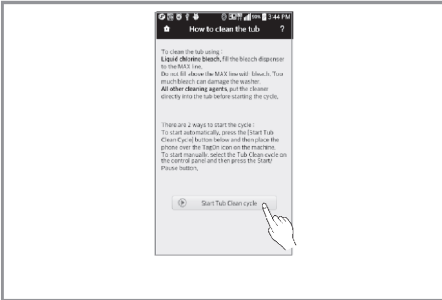 99% 3:44 PM
How to clean the tub ?
To clean the tub using :
Liquid chlorine bleach, fill the bleach dispenser
to the MAX line.
Do not fill above the MAX line with bleach. Too
much bleach can damage the washer.
All other cleaning agents, put the cleaner
directly into the tub before starting the cycle.
There are 2 ways to start the cycle :
To start automatically, press the [Start Tub
Clean Cycle] button below and then place the
phone over the TagOn icon on the machine.
To start manually, select the Tub Clean cycle on
the control panel and then press the Start/
Pause button.
Start Tub Clean cycle